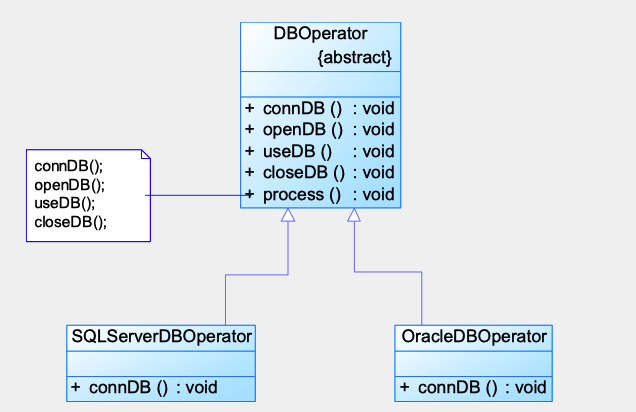 DBOperator
{abstract}
+ connDB () : void
+ openDB () : void
+ useDB () : void
+ closeDB () : void
+ process () : void
connDB();
openDB();
useDB();
closeDB();
SQLServerDBOperator
+ connDB () : void
OracleDBOperator
+ connDB () : void